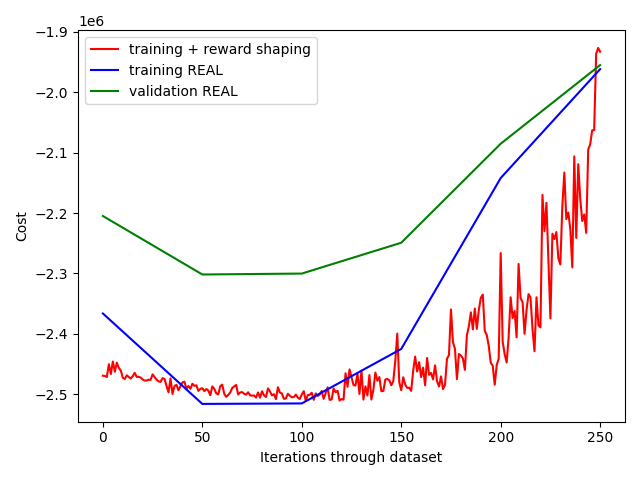 1e6
−1.9
−2.0
−2.1
−2.2
−2.3
−2.4
−2.5
Cost
training + reward shaping
training REAL
validation REAL
0 50 100 150 200 250
Iterations through dataset